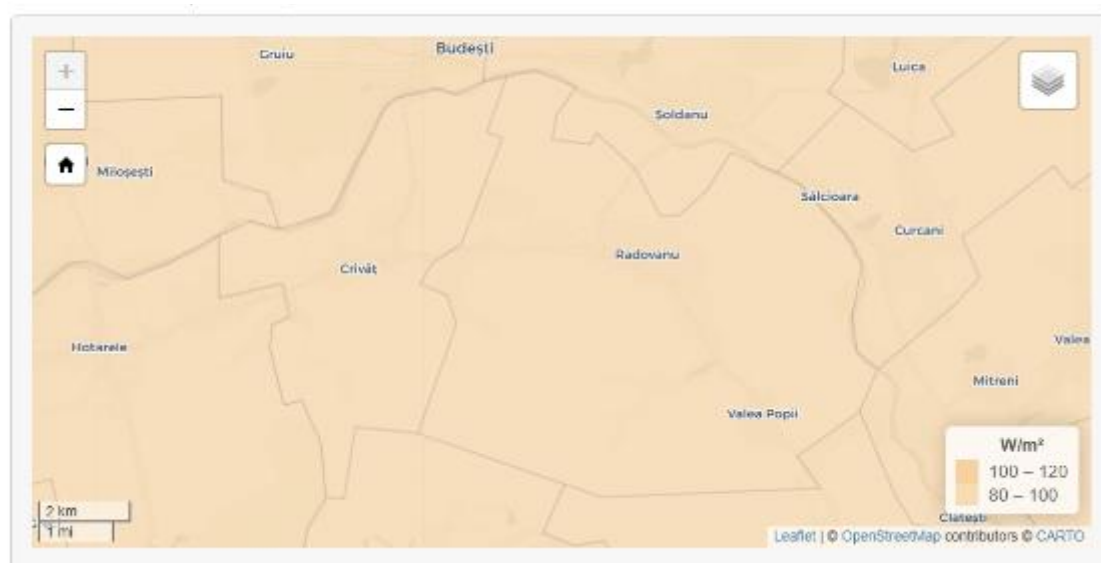 Gruiu
Budești
Luica
+
−
Șoldanu
Miloșești
Sălcioara
Curcani
Radovanu
Crivăț
Hotarele
Valea
Mitreni
Valea Popii
W/m²
100 – 120
80 – 100
2 km
1 mi
Clătești
Leaflet | © OpenStreetMap contributors © CARTO